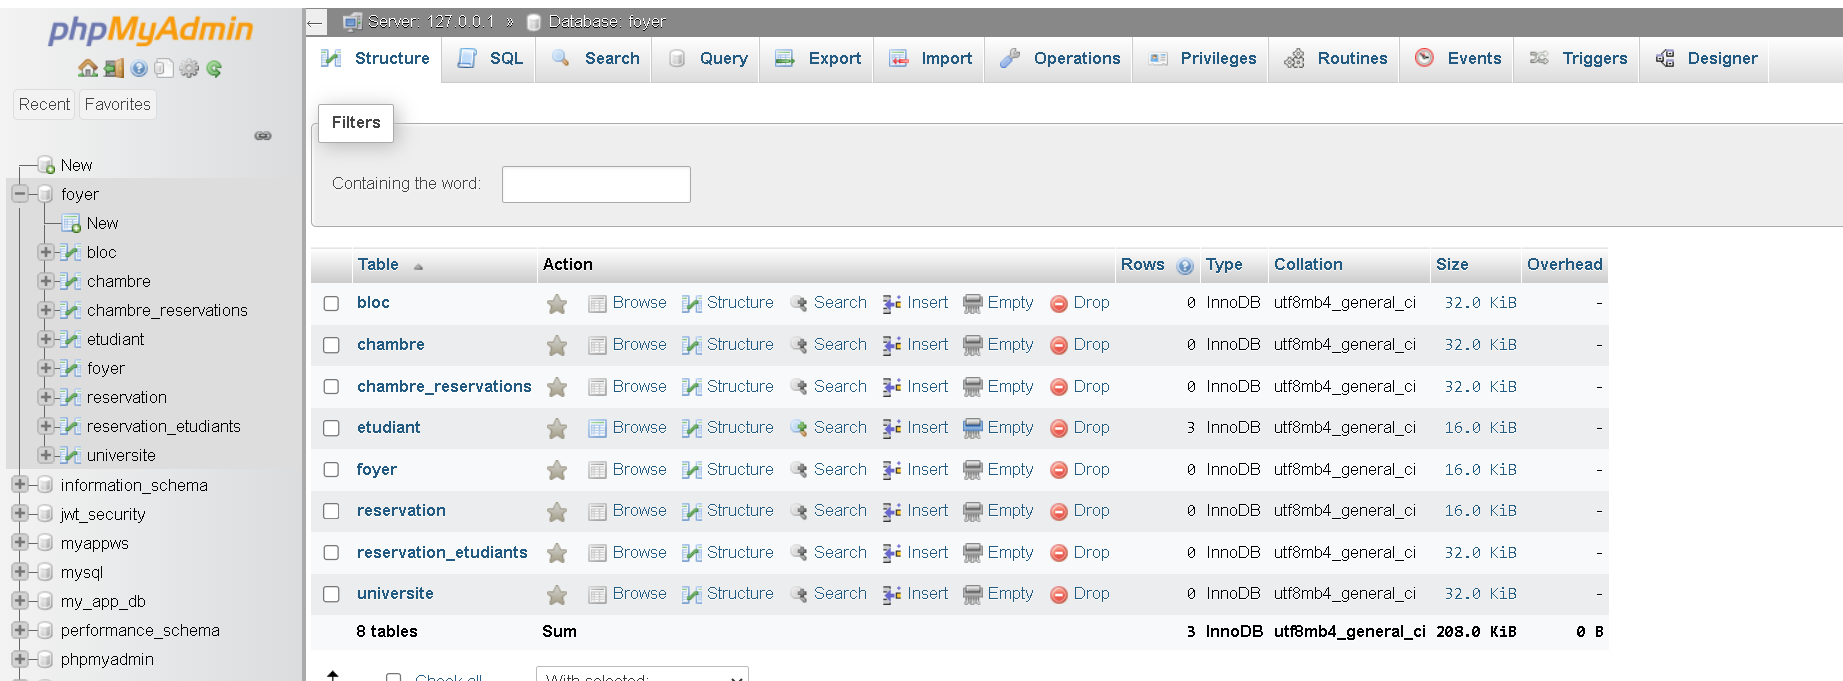 phpMyAdmin
Recent Favorites
New
foyer
New
bloc
chambre
chambre_reservations
etudiant
foyer
reservation
reservation_etudiants
universite
information_schema
jwt_security
myappws
mysql
my_app_db
performance_schema
phpmyadmin
← Server: 127.0.0.1 » Database: foyer
Structure SQL Search Query Export Import Operations Privileges Routines Events Triggers Designer
Filters
Containing the word:
Table Action Rows Type Collation Size Overhead
bloc Browse Structure Search Insert Empty Drop 0 InnoDB utf8mb4_general_ci 32.0 KiB -
chambre Browse Structure Search Insert Empty Drop 0 InnoDB utf8mb4_general_ci 32.0 KiB -
chambre_reservations Browse Structure Search Insert Empty Drop 0 InnoDB utf8mb4_general_ci 32.0 KiB -
etudiant Browse Structure Search Insert Empty Drop 3 InnoDB utf8mb4_general_ci 16.0 KiB -
foyer Browse Structure Search Insert Empty Drop 0 InnoDB utf8mb4_general_ci 16.0 KiB -
reservation Browse Structure Search Insert Empty Drop 0 InnoDB utf8mb4_general_ci 16.0 KiB -
reservation_etudiants Browse Structure Search Insert Empty Drop 0 InnoDB utf8mb4_general_ci 32.0 KiB -
universite Browse Structure Search Insert Empty Drop 0 InnoDB utf8mb4_general_ci 32.0 KiB -
8 tables Sum 3 InnoDB utf8mb4_general_ci 208.0 KiB 0 B
Check all With selected: